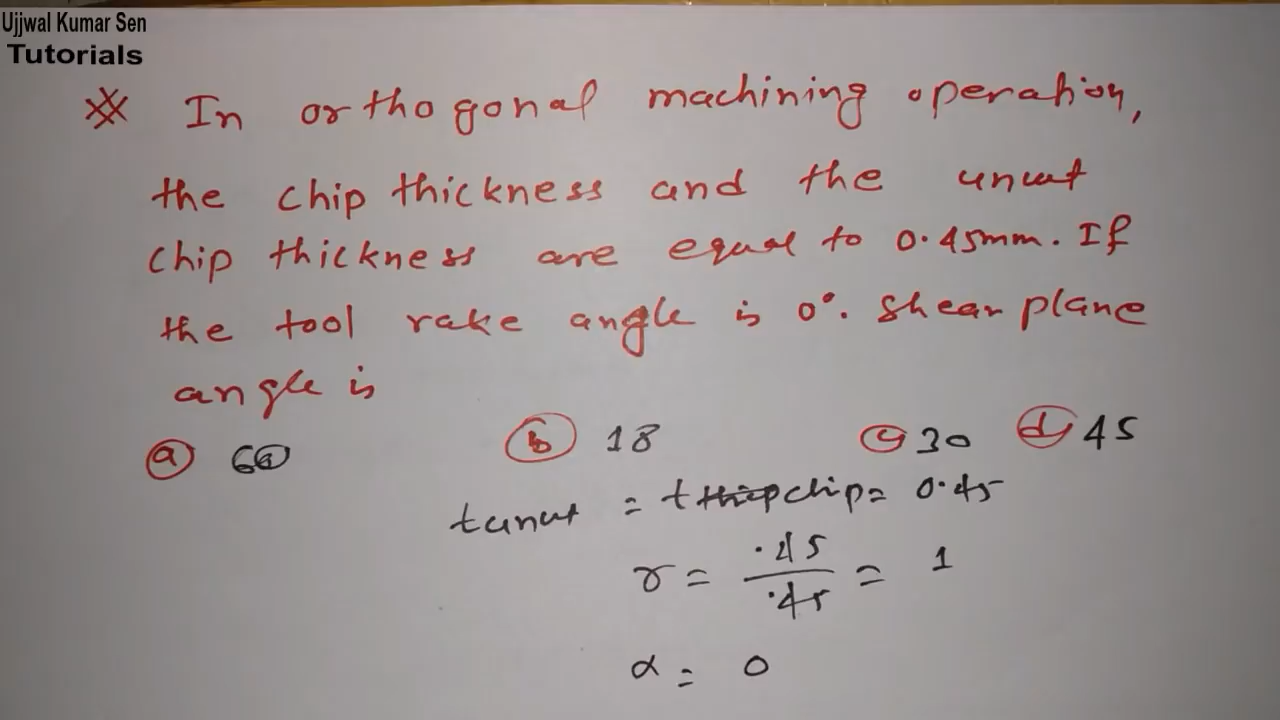 Ujjwal Kumar Sen
Tutorials
In orthogonal machining operation,
the chip thickness and the uncut
chip thickness are equal to 0.45mm. If
the tool rake angle is 0°. Shear plane
angle is
(a) 60 (b) 18 (c) 30 (d) 45
tuncut = t chip = 0.45
r = .45/.45 = 1
α = 0